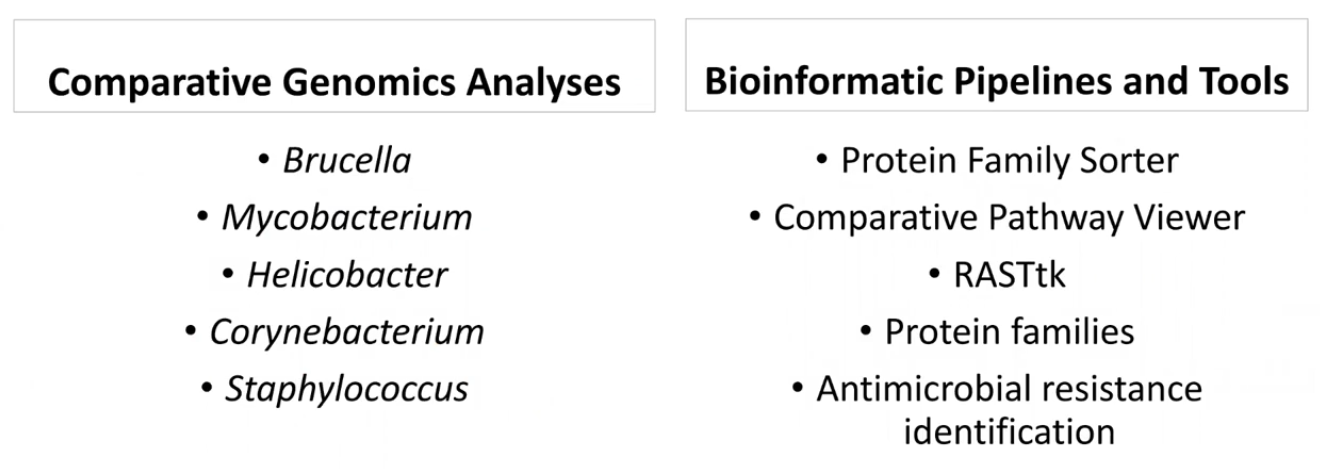 Comparative Genomics Analyses
• Brucella
• Mycobacterium
• Helicobacter
• Corynebacterium
• Staphylococcus
Bioinformatic Pipelines and Tools
• Protein Family Sorter
• Comparative Pathway Viewer
• RASTtk
• Protein families
• Antimicrobial resistance
identification